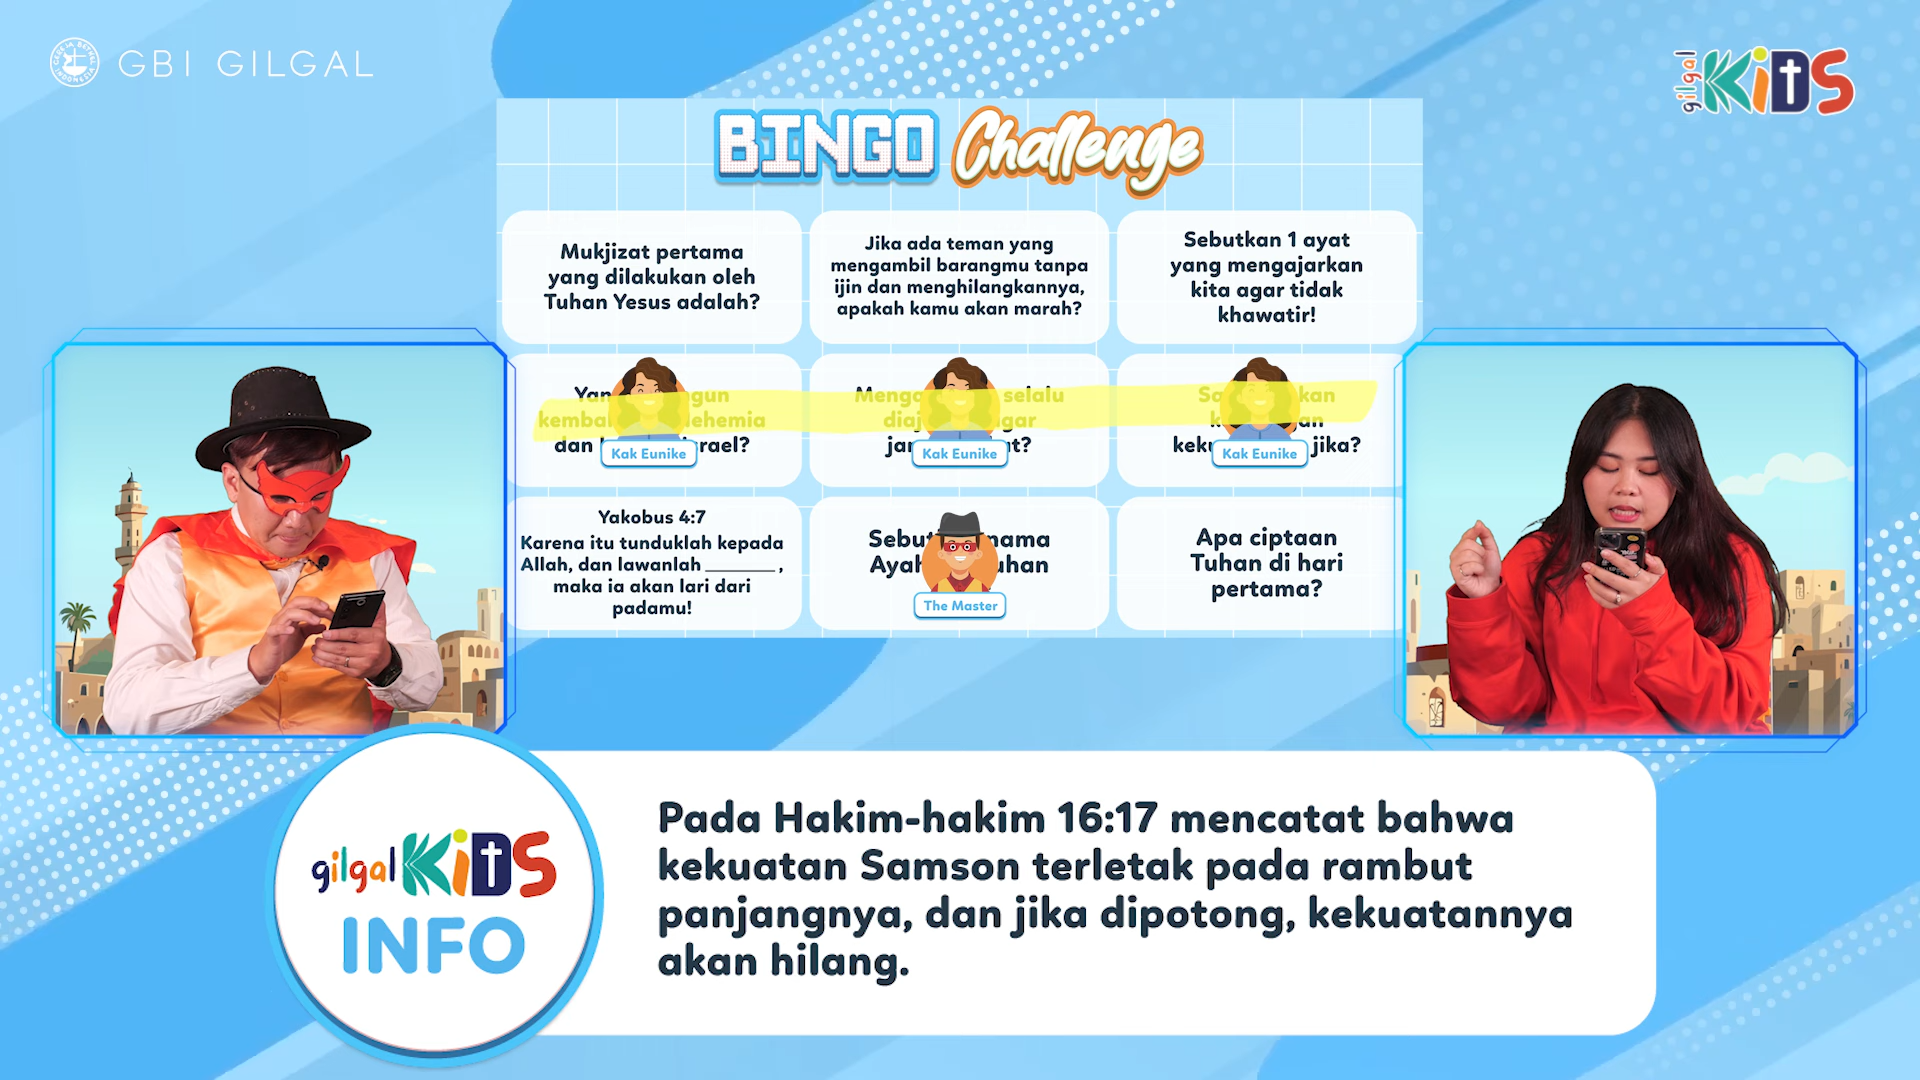 GBI GILGAL
gilgal KiDS
BINGO Challenge
Mukjizat pertama
yang dilakukan oleh
Tuhan Yesus adalah?
Jika ada teman yang
mengambil barangmu tanpa
ijin dan menghilangkannya,
apakah kamu akan marah?
Sebutkan 1 ayat
yang mengajarkan
kita agar tidak
khawatir!
dan
Kak Eunike
selalu
Kak Eunike
jika?
Kak Eunike
Yakobus 4:7
Karena itu tunduklah kepada
Allah, dan lawanlah ________,
maka ia akan lari dari
padamu!
The Master
Apa ciptaan
Tuhan di hari
pertama?
gilgal KiDS
INFO
Pada Hakim-hakim 16:17 mencatat bahwa
kekuatan Samson terletak pada rambut
panjangnya, dan jika dipotong, kekuatannya
akan hilang.